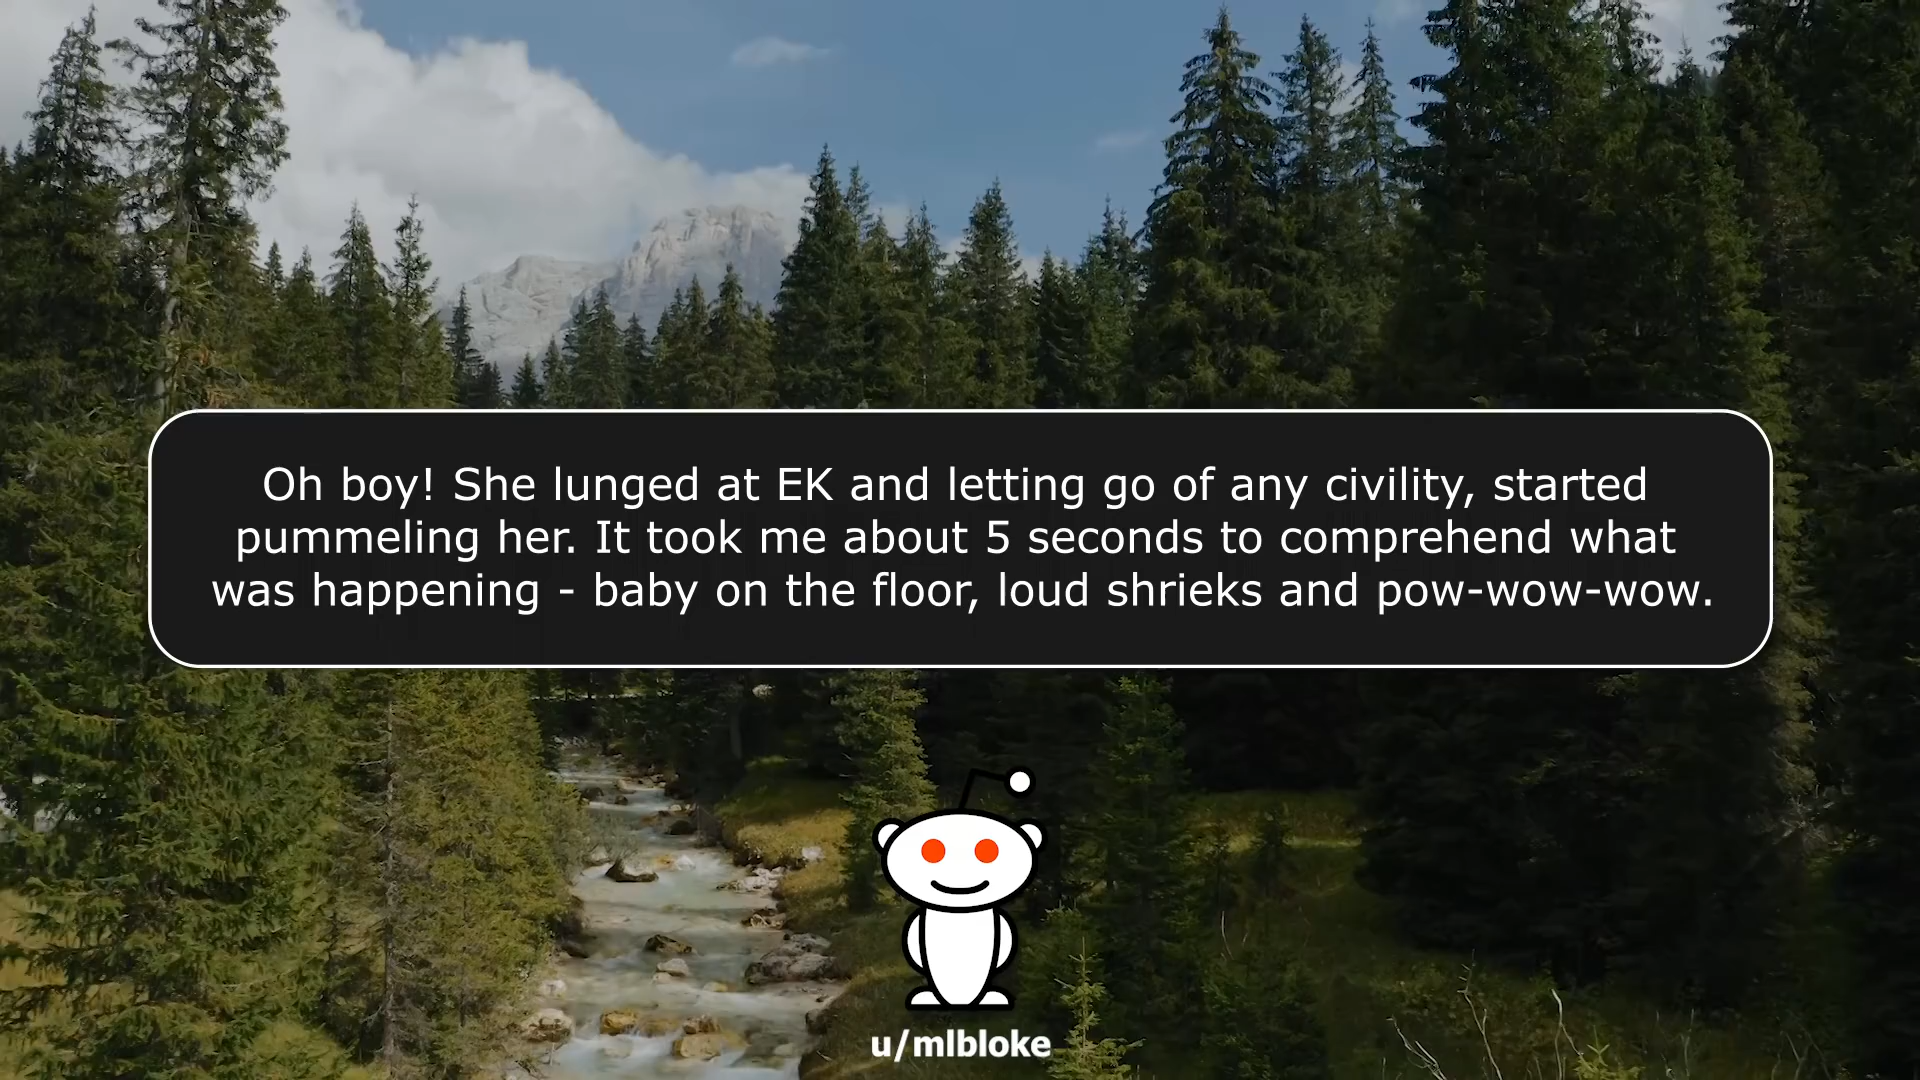 Oh boy! She lunged at EK and letting go of any civility, started
pummeling her. It took me about 5 seconds to comprehend what
was happening - baby on the floor, loud shrieks and pow-wow-wow.
u/mlbloke